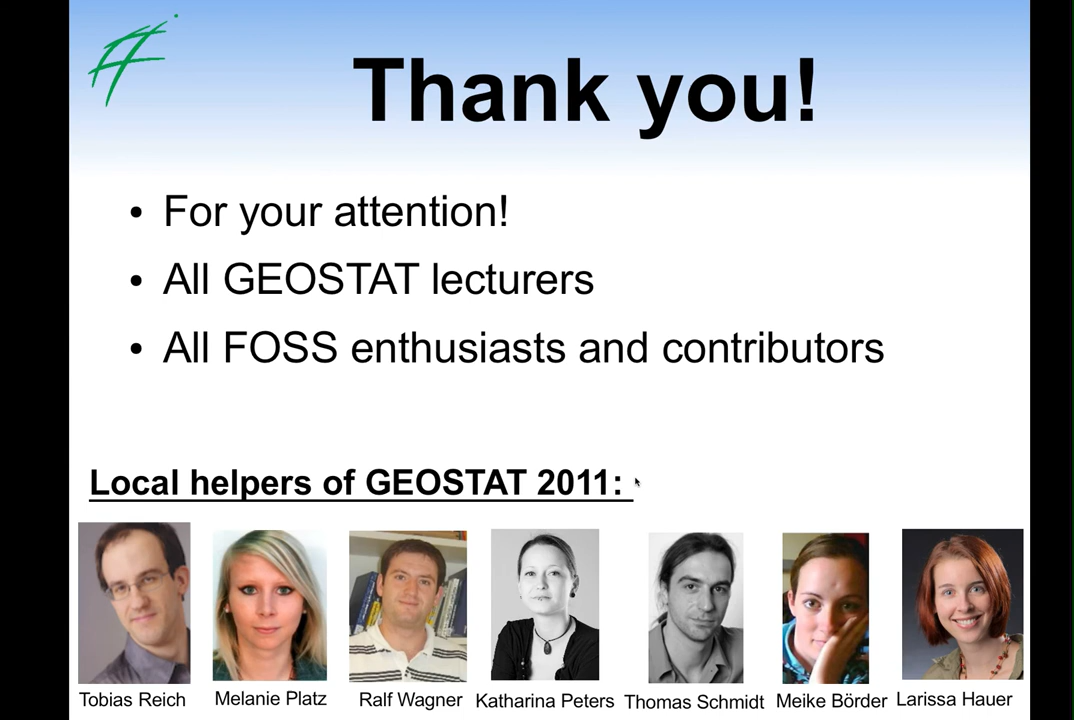 Thank you!
• For your attention!
• All GEOSTAT lecturers
• All FOSS enthusiasts and contributors
Local helpers of GEOSTAT 2011:
Tobias Reich Melanie Platz Ralf Wagner Katharina Peters Thomas Schmidt Meike Börder Larissa Hauer